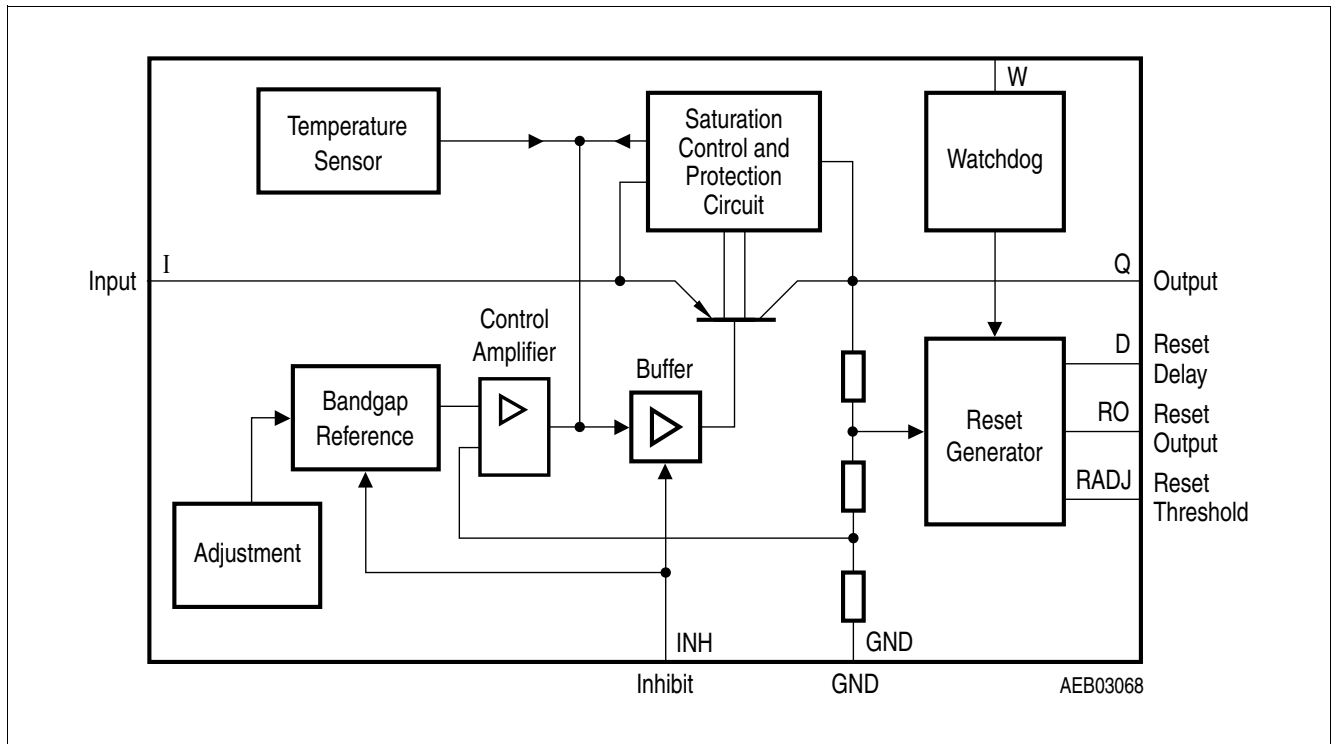 W
Temperature
Sensor
Saturation
Control and
Protection
Circuit
Watchdog
Input
I
Q
Output
Control
Amplifier
Buffer
D
Reset
Delay
Bandgap
Reference
Reset
Generator
RO
Reset
Output
RADJ
Reset
Threshold
Adjustment
INH
GND
Inhibit
GND
AEB03068